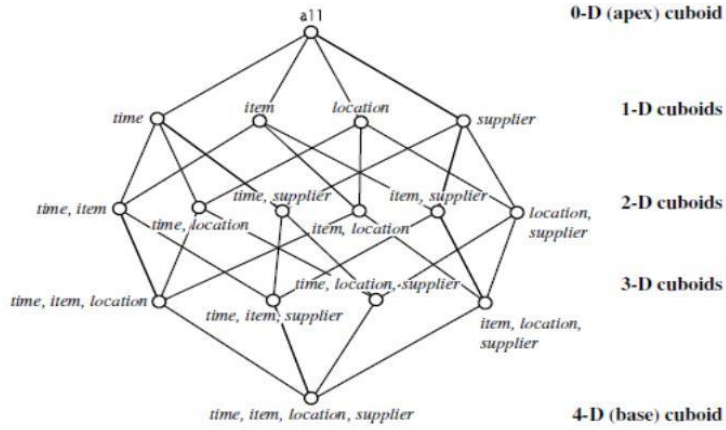 all
0-D (apex) cuboid
time
item
location
supplier
1-D cuboids
time, item
time, location
time, supplier
item, location
item, supplier
location,
supplier
2-D cuboids
time, item, location
time, item, supplier
time, location, supplier
item, location,
supplier
3-D cuboids
time, item, location, supplier
4-D (base) cuboid